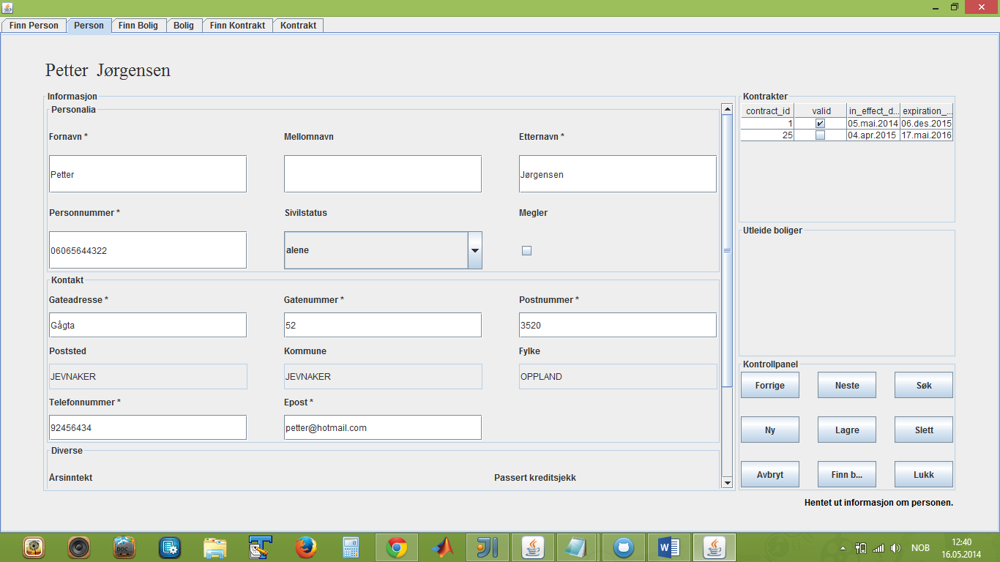 Finn Person Person Finn Bolig Bolig Finn Kontrakt Kontrakt
Petter Jørgensen
Informasjon
Personalia
Fornavn * Mellomnavn Etternavn *
Petter Jørgensen
Personnummer * Sivilstatus Megler
06065644322 alene
Kontakt
Gateadresse * Gatenummer * Postnummer *
Gågta 52 3520
Poststed Kommune Fylke
JEVNAKER JEVNAKER OPPLAND
Telefonnummer * Epost *
92456434 petter@hotmail.com
Diverse
Årsinntekt Passert kreditsjekk
Kontrakter
contract_id valid in_effect_d... expiration_...
1 05.mai.2014 06.des.2015
25 04.apr.2015 17.mai.2016
Utleide boliger
Kontrollpanel
Forrige Neste Søk
Ny Lagre Slett
Avbryt Finn b... Lukk
Hentet ut informasjon om personen.
DOC
NOB 12:40
16.05.2014